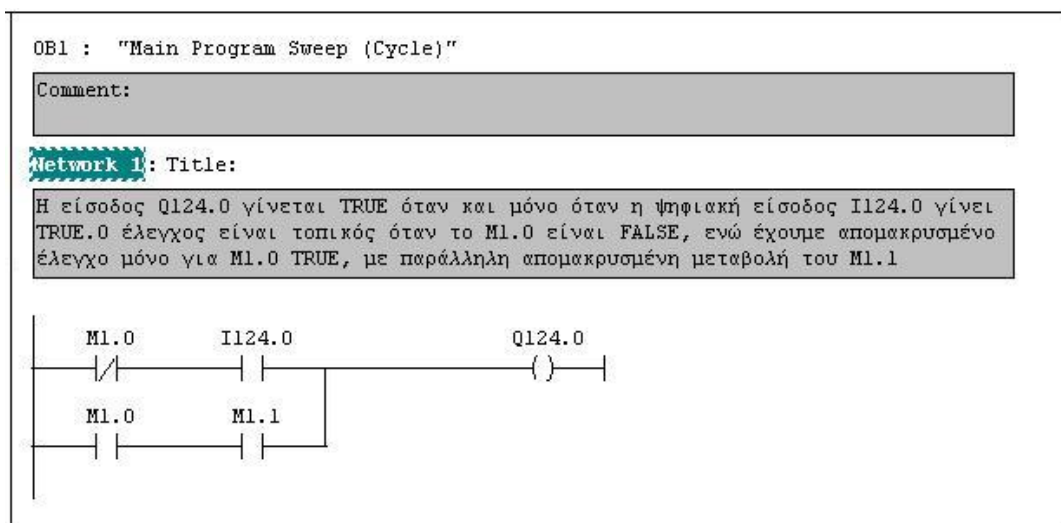 OB1 : "Main Program Sweep (Cycle)"
Comment:
Network 1: Title:
Η είσοδος Q124.0 γίνεται TRUE όταν και μόνο όταν η ψηφιακή είσοδος I124.0 γίνει
TRUE.Ο έλεγχος είναι τοπικός όταν το M1.0 είναι FALSE, ενώ έχουμε απομακρυσμένο
έλεγχο μόνο για M1.0 TRUE, με παράλληλη απομακρυσμένη μεταβολή του M1.1
M1.0 I124.0 Q124.0
M1.0 M1.1